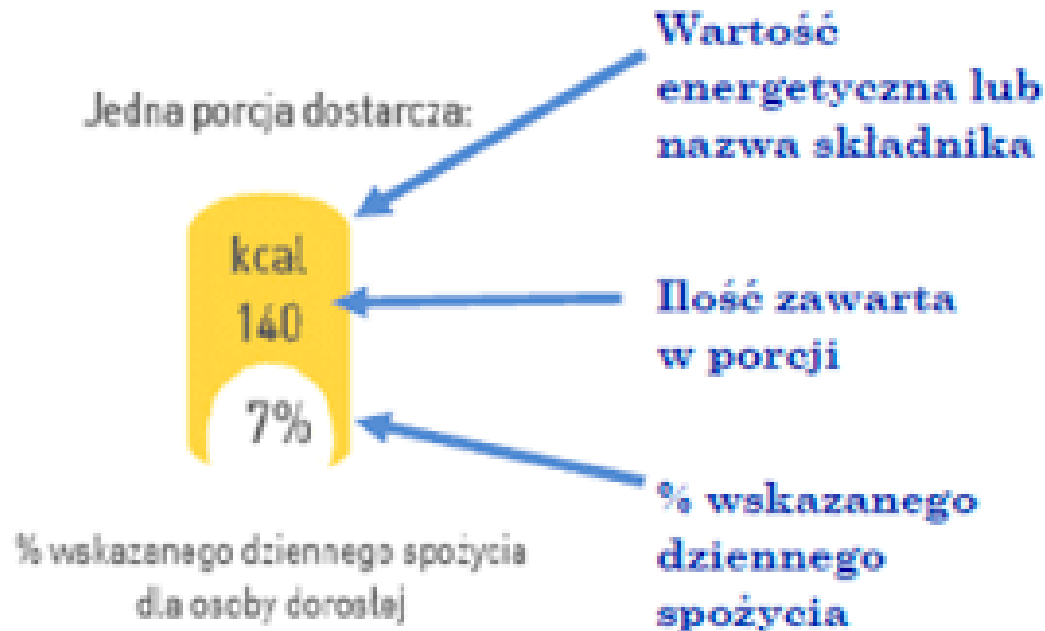 Wartość
energetyczna lub
nazwa składnika
Jedna porcja dostarcza:
kcal
140
Ilość zawarta
w porcji
7%
% wskazanego
dziennego
spożycia
% wskazanego dziennego spożycia
dla osoby dorosłej